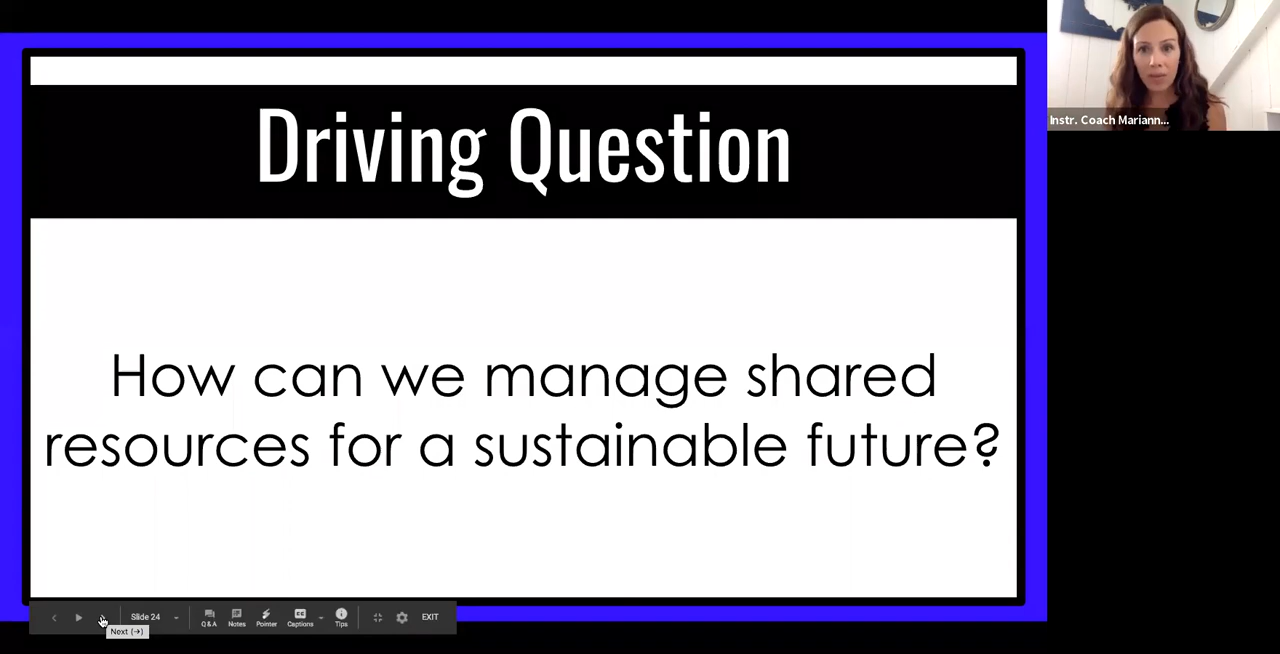 Driving Question
How can we manage shared
resources for a sustainable future?
Instr. Coach Mariann...
Slide 24
Q & A
Notes
Pointer
CC
Captions
Tips
EXIT
Next (→)